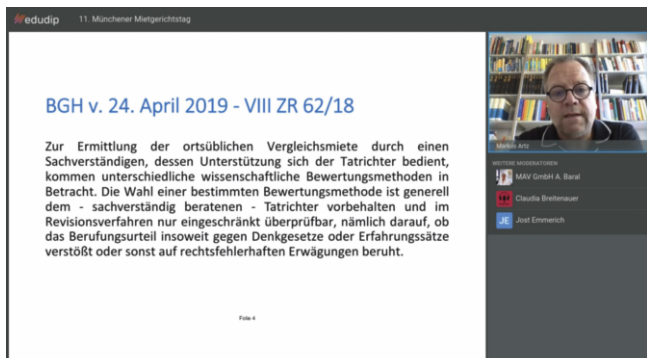 edudip 11. Münchener Mietgerichtstag
BGH v. 24. April 2019 - VIII ZR 62/18
Zur Ermittlung der ortsüblichen Vergleichsmiete durch einen
Sachverständigen, dessen Unterstützung sich der Tatrichter bedient,
kommen unterschiedliche wissenschaftliche Bewertungsmethoden in
Betracht. Die Wahl einer bestimmten Bewertungsmethode ist generell
dem - sachverständig beratenen - Tatrichter vorbehalten und im
Revisionsverfahren nur eingeschränkt überprüfbar, nämlich darauf, ob
das Berufungsurteil insoweit gegen Denkgesetze oder Erfahrungssätze
verstößt oder sonst auf rechtsfehlerhaften Erwägungen beruht.
Folie 4
Markus Artz
WEITERE MODERATOREN
MAV GmbH A. Baral
Claudia Breitenauer
JE Jost Emmerich